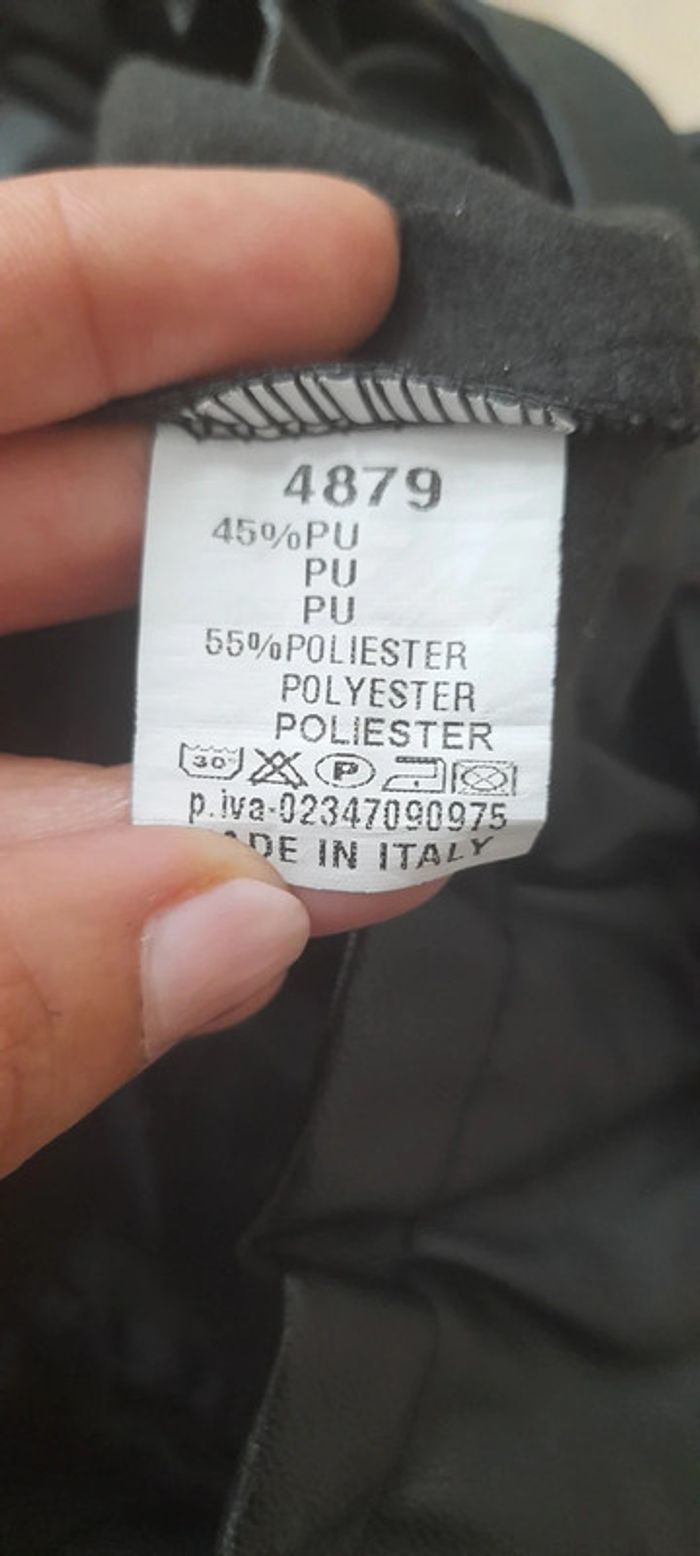 4879
45%PU
PU
PU
55%POLIESTER
POLYESTER
POLIESTER
30° P
p.iva-02347090975
ADE IN ITALY